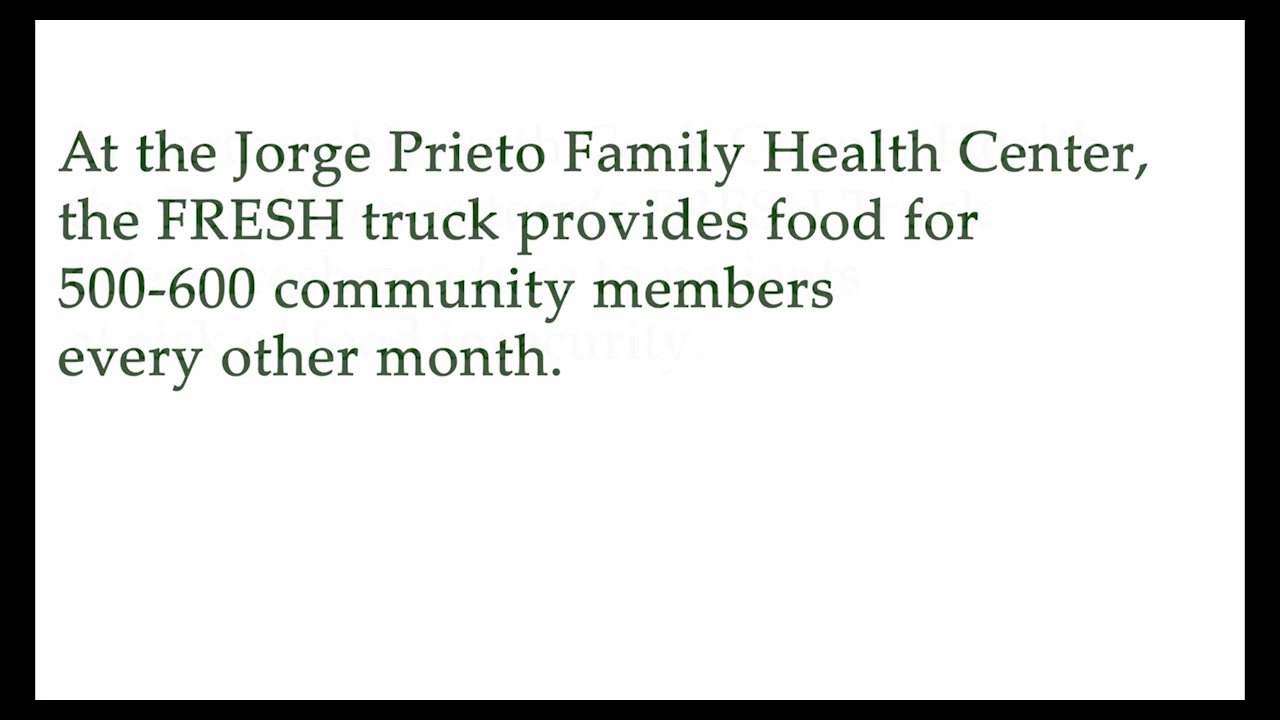 At the Jorge Prieto Family Health Center,
the FRESH truck provides food for
500-600 community members
every other month.